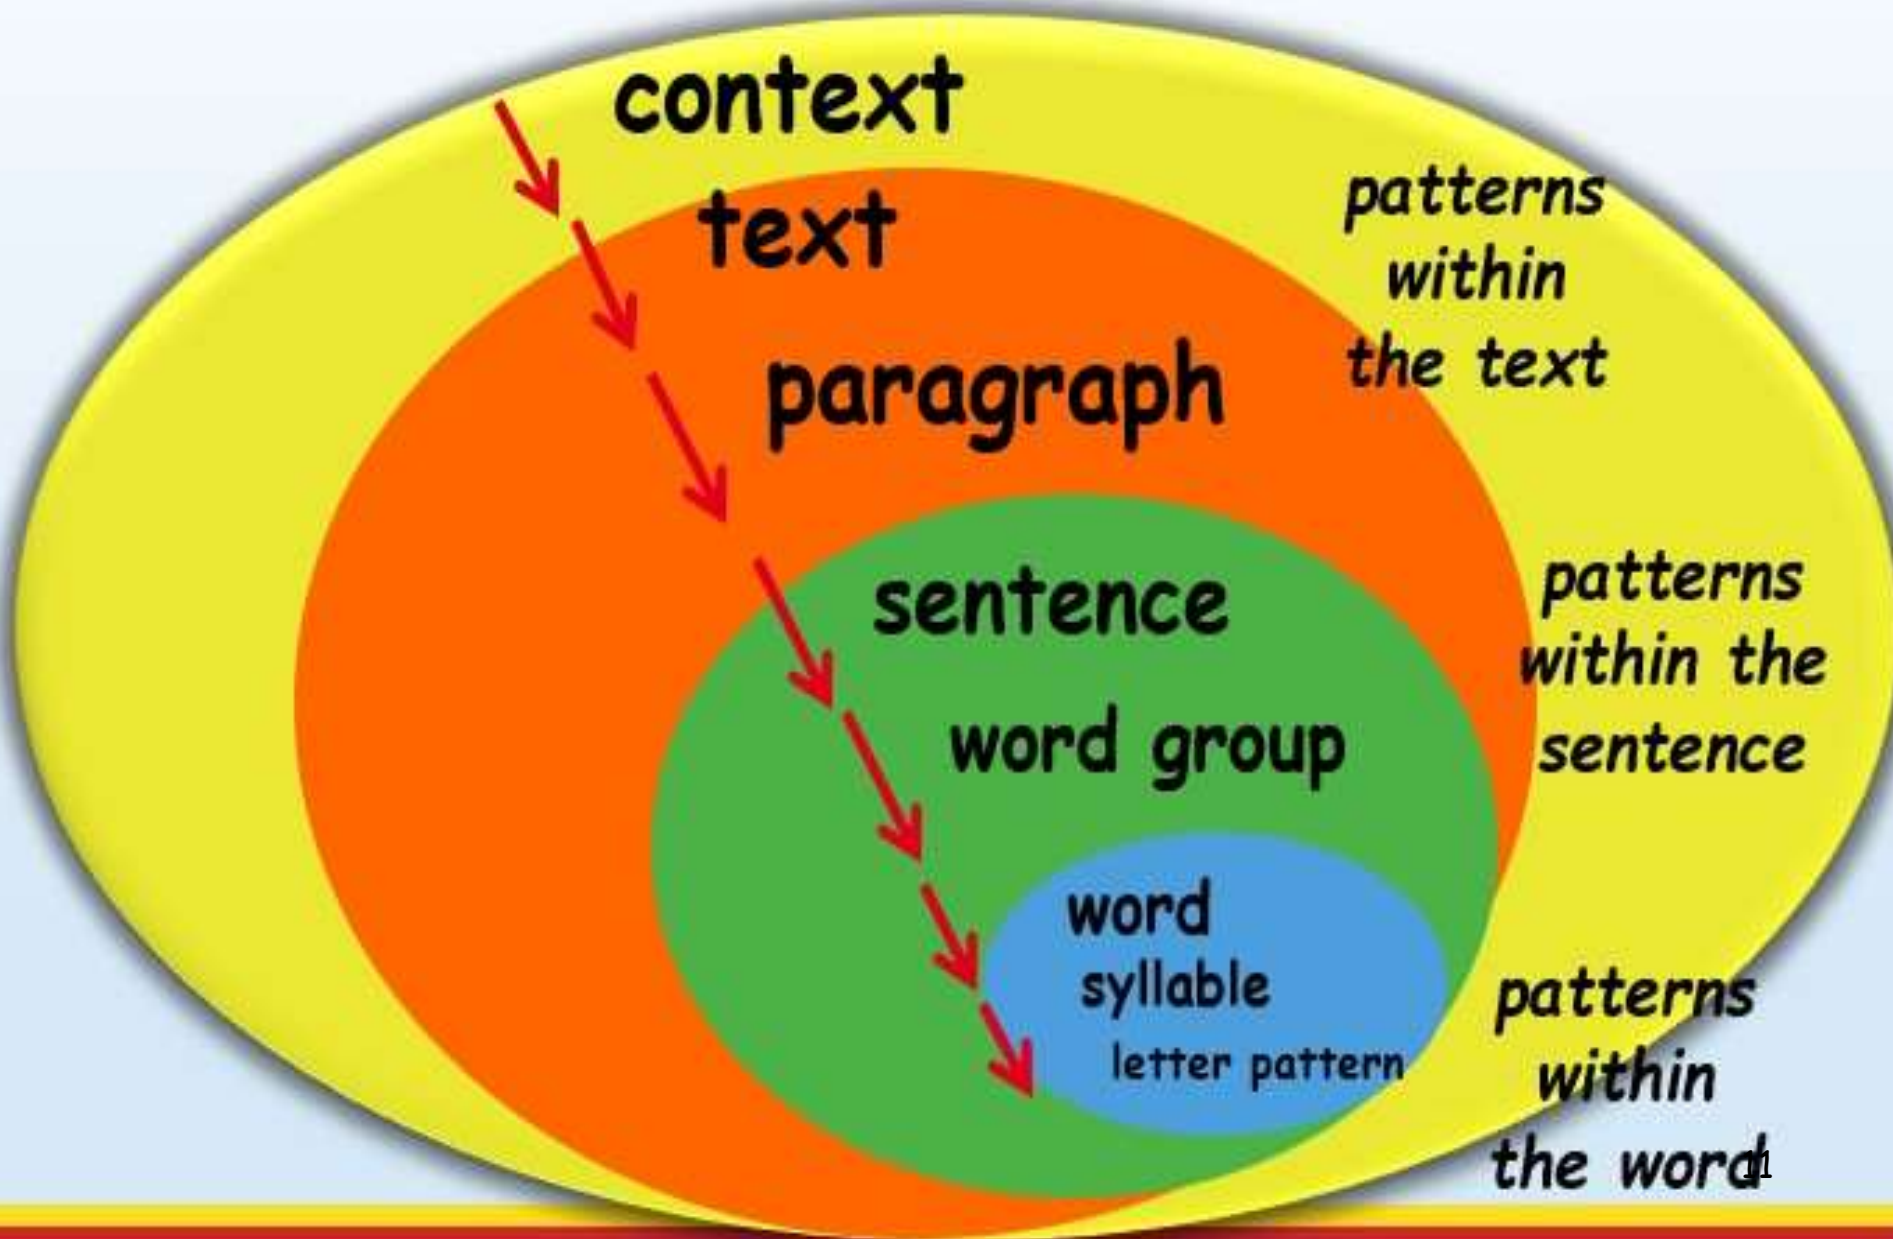 context
text
paragraph
sentence
word group
word
syllable
letter pattern
patterns
within
the text
patterns
within the
sentence
patterns
within
the word
11